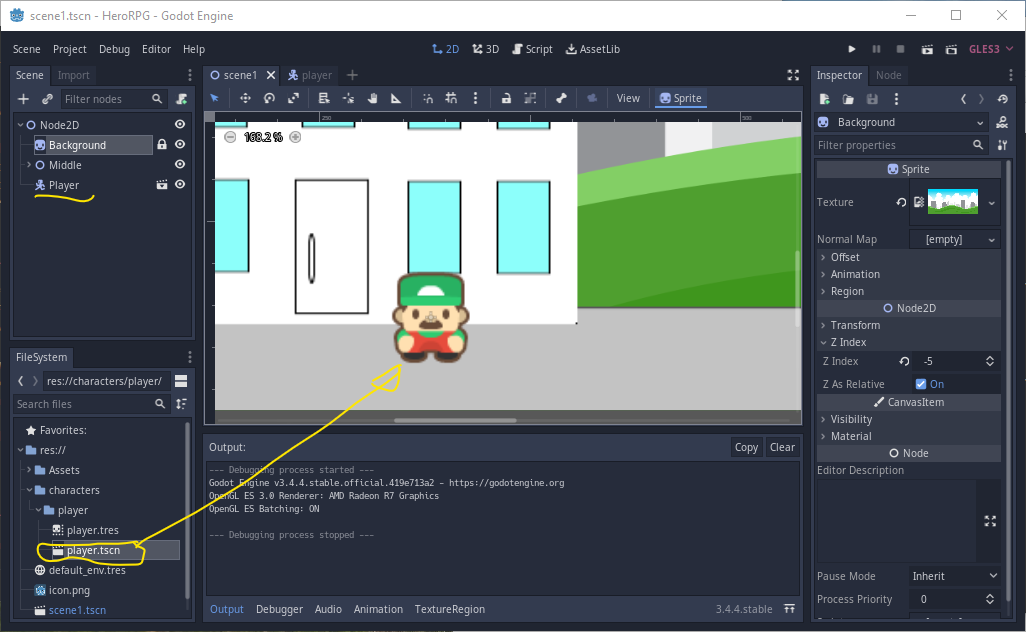 scene1.tscn - HeroRPG - Godot Engine
Scene Project Debug Editor Help
2D 3D Script AssetLib
GLES3
Scene Import
Filter nodes
Node2D
Background
Middle
Player
FileSystem
res://characters/player/
Search files
Favorites:
res://
Assets
characters
player
player.tres
player.tscn
default_env.tres
icon.png
scene1.tscn
scene1 player
View Sprite
250 500
168.2 %
Output:
Copy Clear
--- Debugging process started ---
Godot Engine v3.4.4.stable.official.419e713a2 - https://godotengine.org
OpenGL ES 3.0 Renderer: AMD Radeon R7 Graphics
OpenGL ES Batching: ON
--- Debugging process stopped ---
Output Debugger Audio Animation TextureRegion
3.4.4.stable
Inspector Node
Background
Filter properties
Sprite
Texture
Normal Map [empty]
Offset
Animation
Region
Node2D
Transform
Z Index
Z Index -5
Z As Relative On
CanvasItem
Visibility
Material
Node
Editor Description
Pause Mode Inherit
Process Priority 0